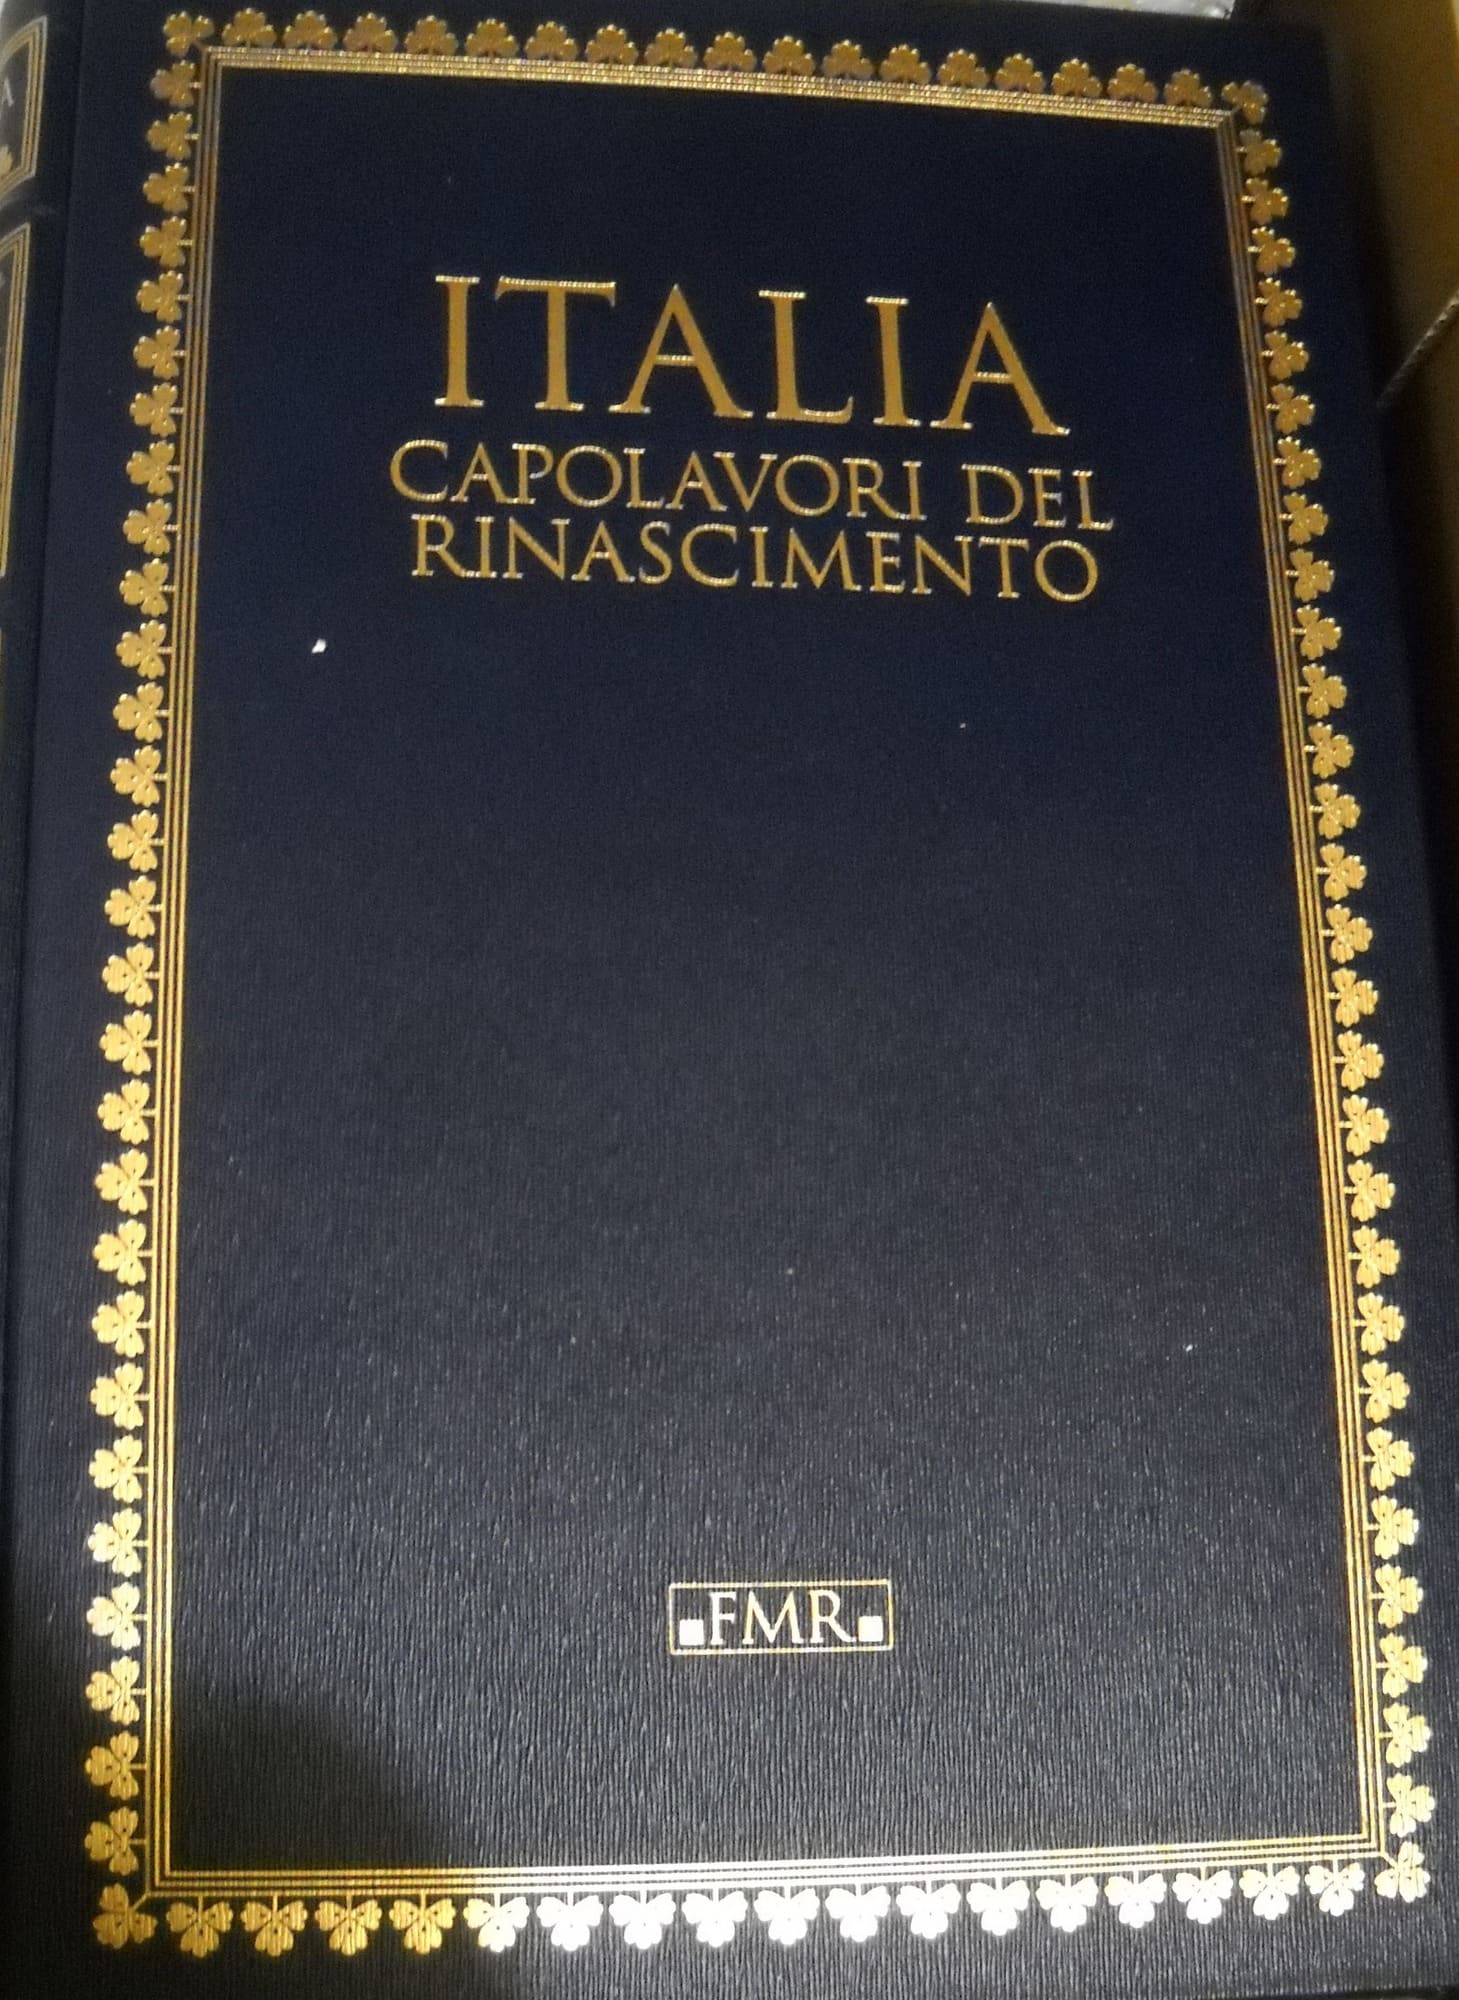 ITALIA
CAPOLAVORI DEL
RINASCIMENTO
FMR